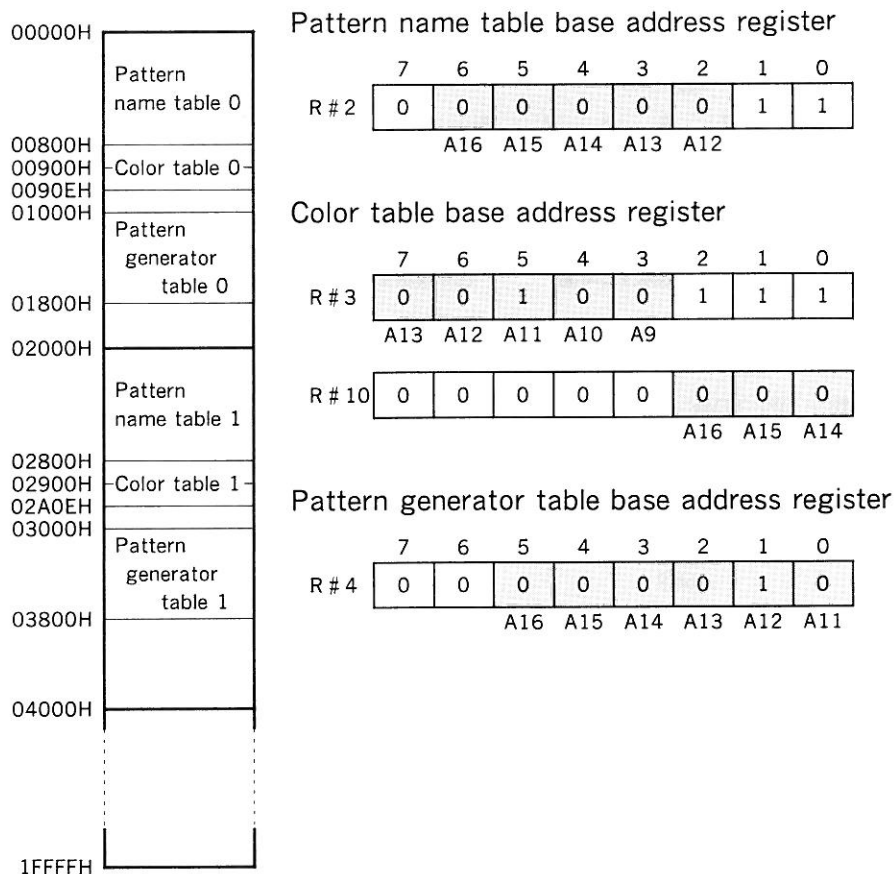 00000H
Pattern
name table 0
00800H
00900H
Color table 0
0090EH
01000H
Pattern
generator
table 0
01800H
02000H
Pattern
name table 1
02800H
02900H
Color table 1
02A0EH
03000H
Pattern
generator
table 1
03800H
04000H
1FFFFH
Pattern name table base address register
7 6 5 4 3 2 1 0
R#2 0 0 0 0 0 0 1 1
A16 A15 A14 A13 A12
Color table base address register
7 6 5 4 3 2 1 0
R#3 0 0 1 0 0 1 1 1
A13 A12 A11 A10 A9
R#10 0 0 0 0 0 0 0 0
A16 A15 A14
Pattern generator table base address register
7 6 5 4 3 2 1 0
R#4 0 0 0 0 0 0 1 0
A16 A15 A14 A13 A12 A11